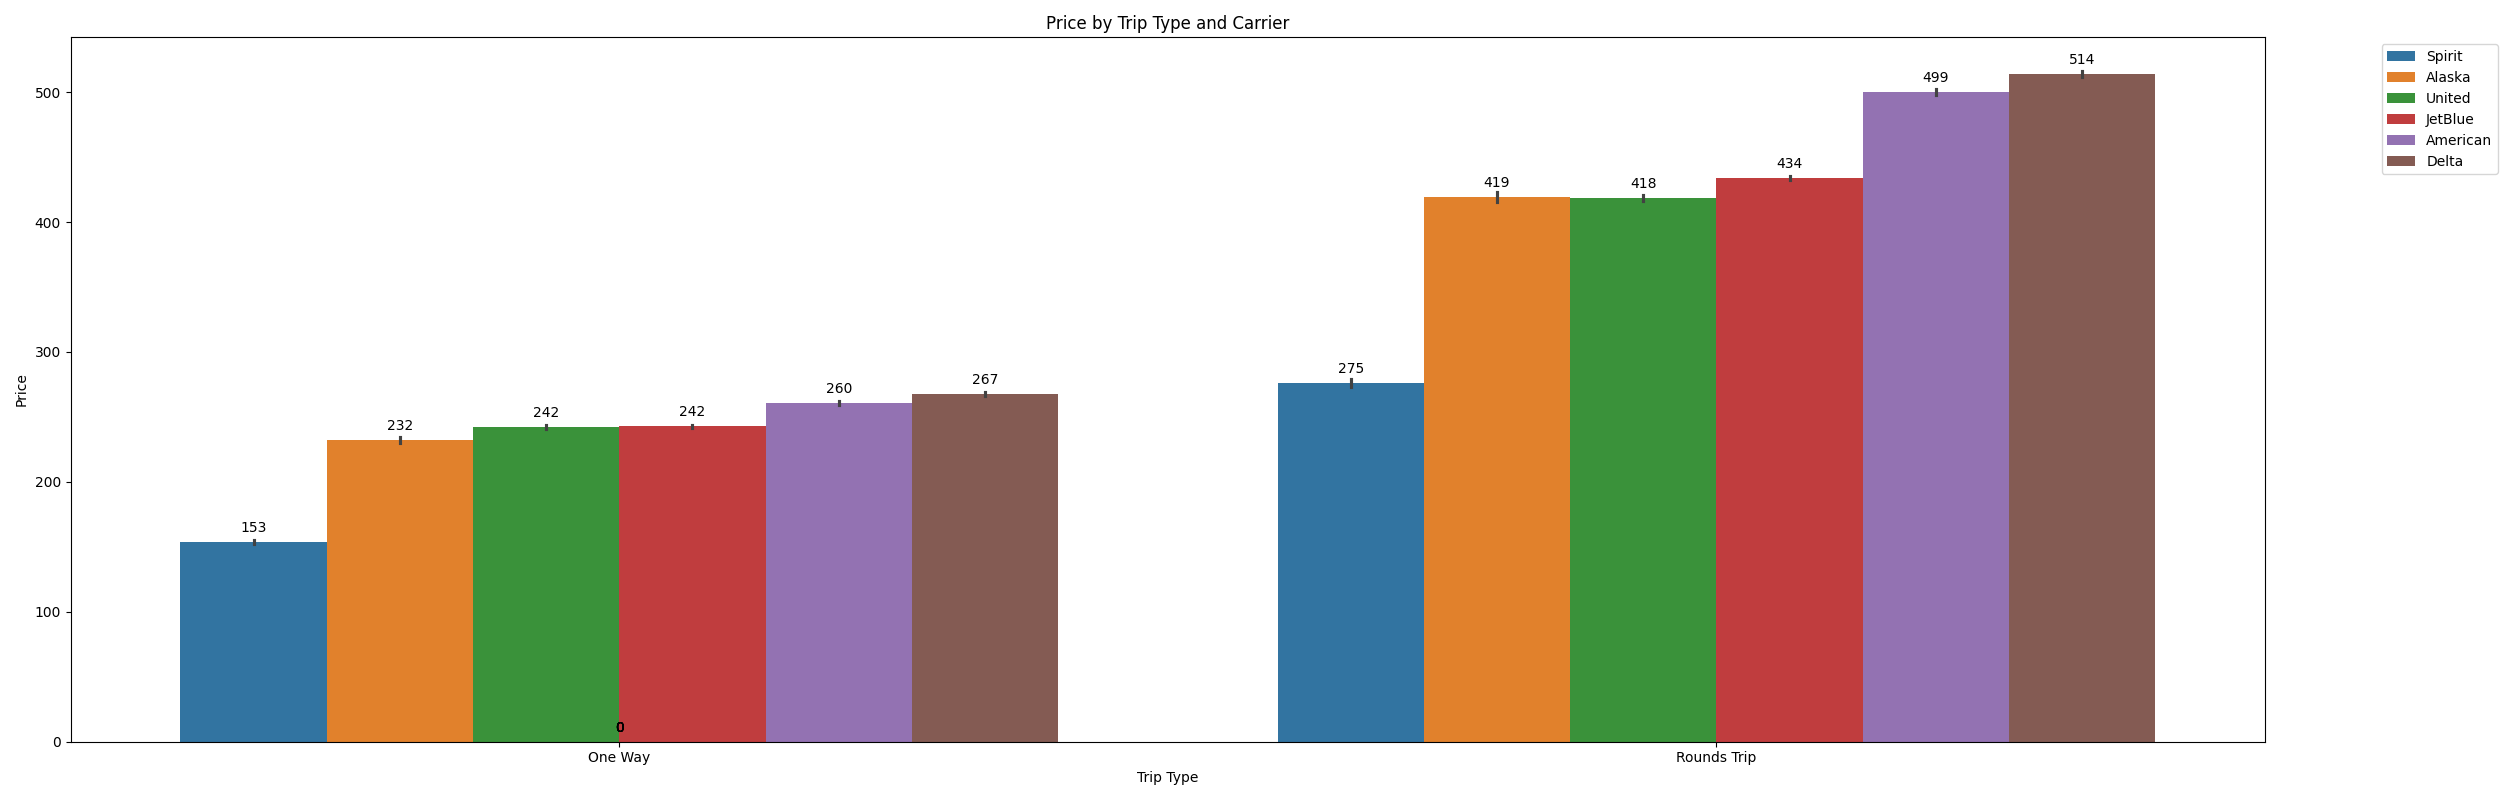 Price by Trip Type and Carrier
Price
500
400
300
200
100
0
153
232
242
242
260
267
0
275
419
418
434
499
514
One Way
Rounds Trip
Trip Type
Spirit
Alaska
United
JetBlue
American
Delta